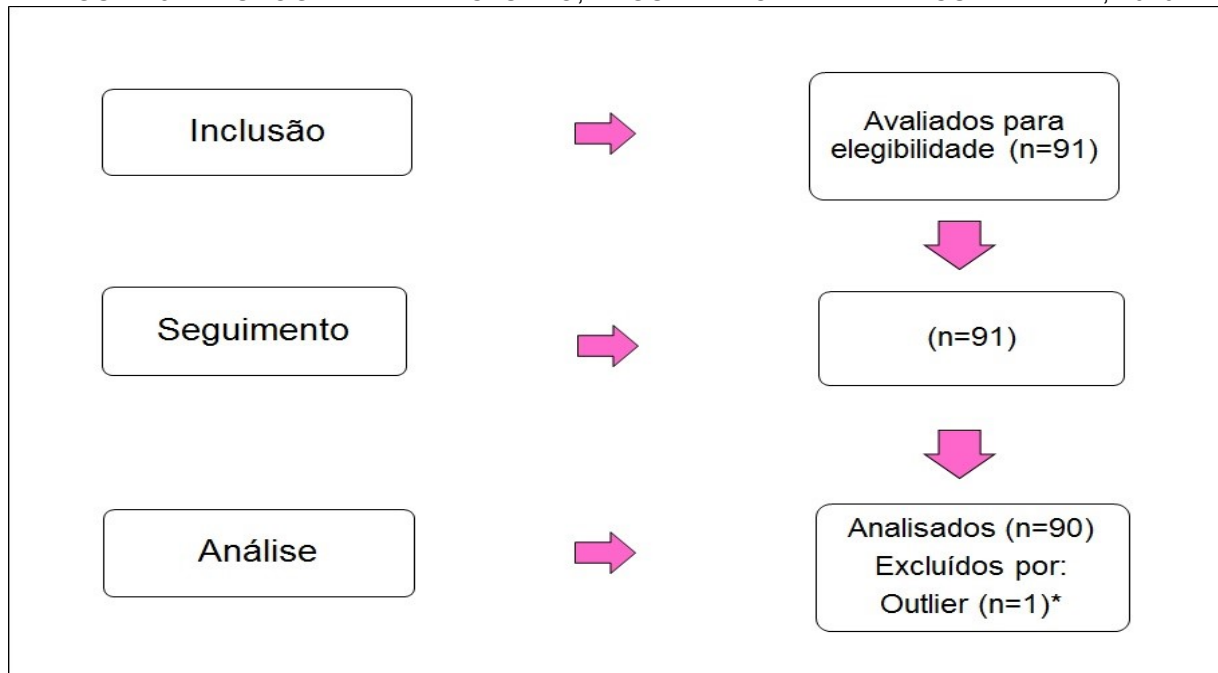 Inclusão
Avaliados para
elegibilidade (n=91)
Seguimento
(n=91)
Análise
Analisados (n=90)
Excluídos por:
Outlier (n=1)*